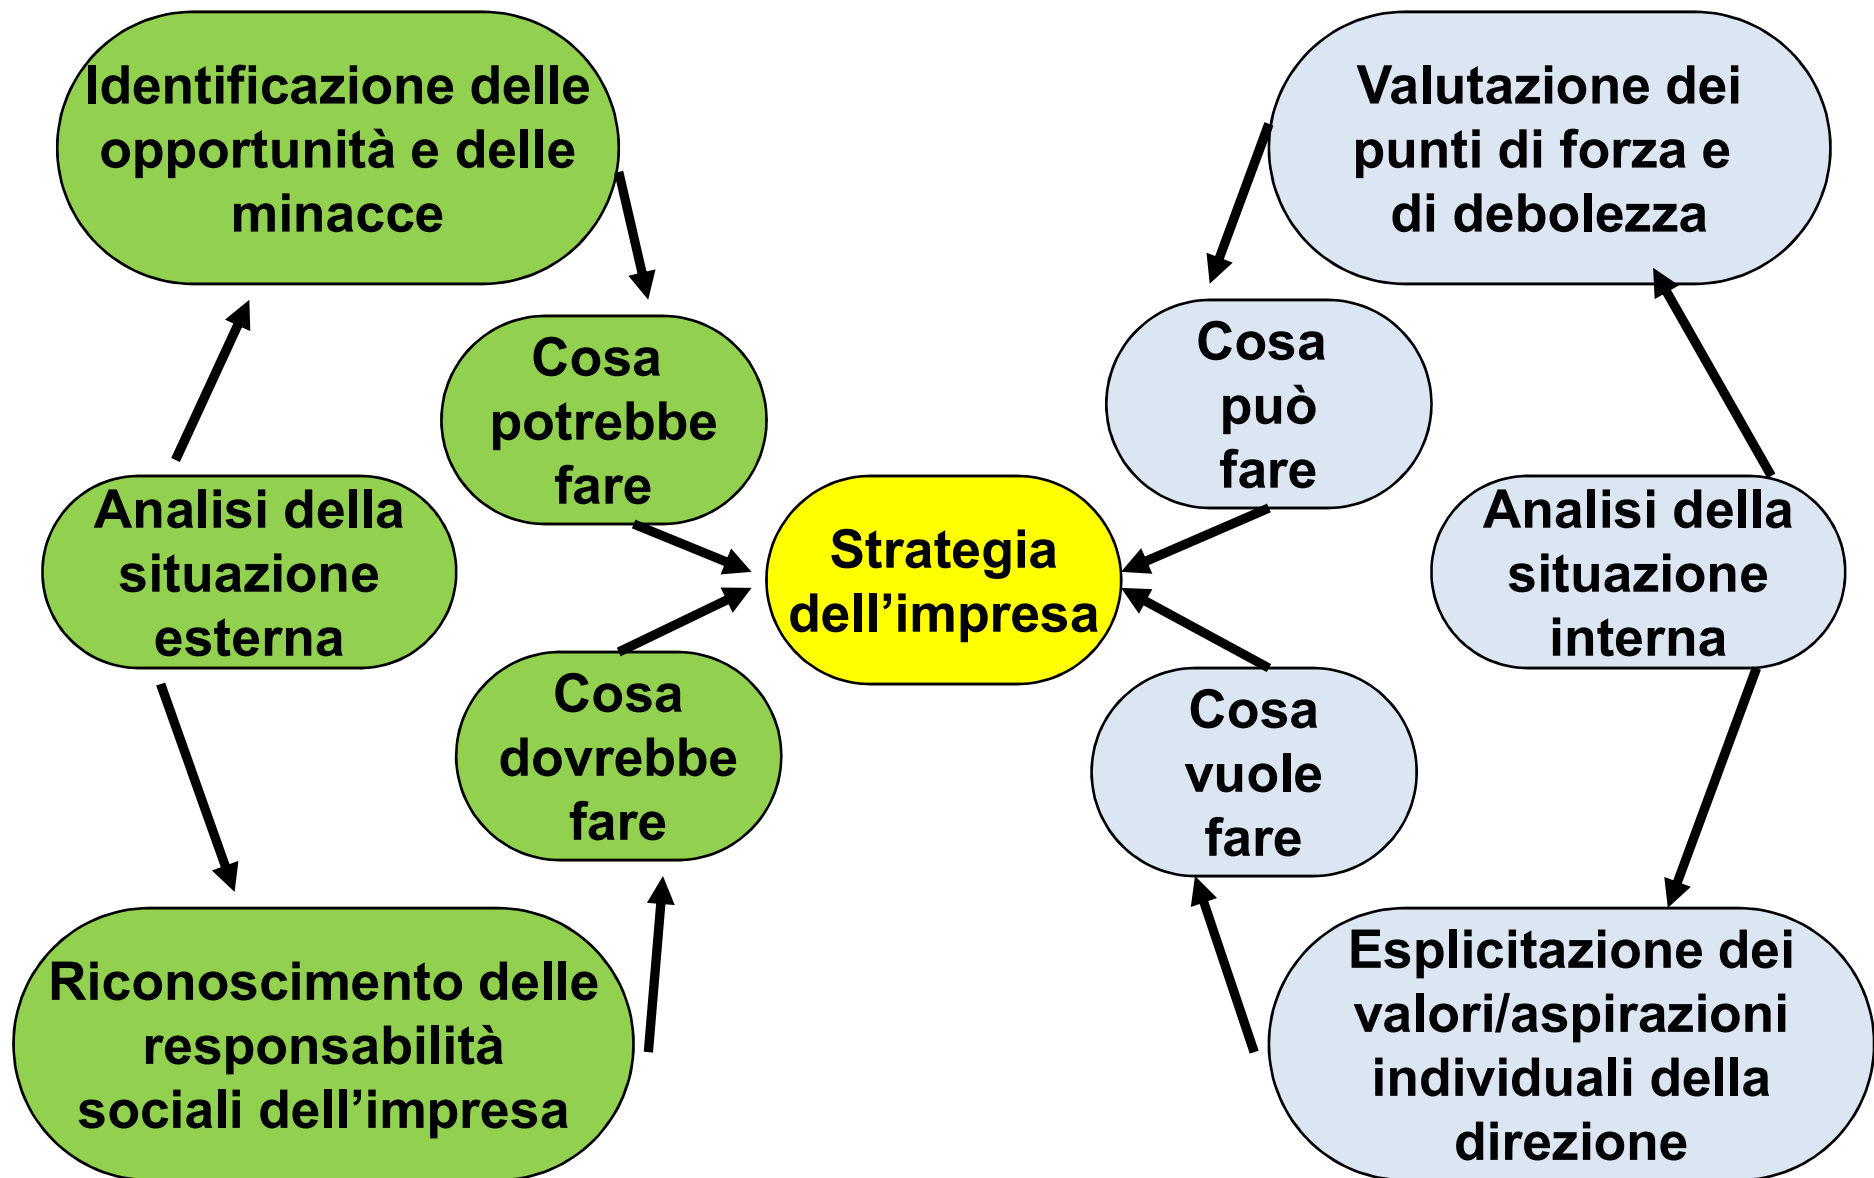 Identificazione delle
opportunità e delle
minacce
Valutazione dei
punti di forza e
di debolezza
Cosa
potrebbe
fare
Cosa
può
fare
Analisi della
situazione
esterna
Strategia
dell’impresa
Analisi della
situazione
interna
Cosa
dovrebbe
fare
Cosa
vuole
fare
Riconoscimento delle
responsabilità
sociali dell’impresa
Esplicitazione dei
valori/aspirazioni
individuali della
direzione